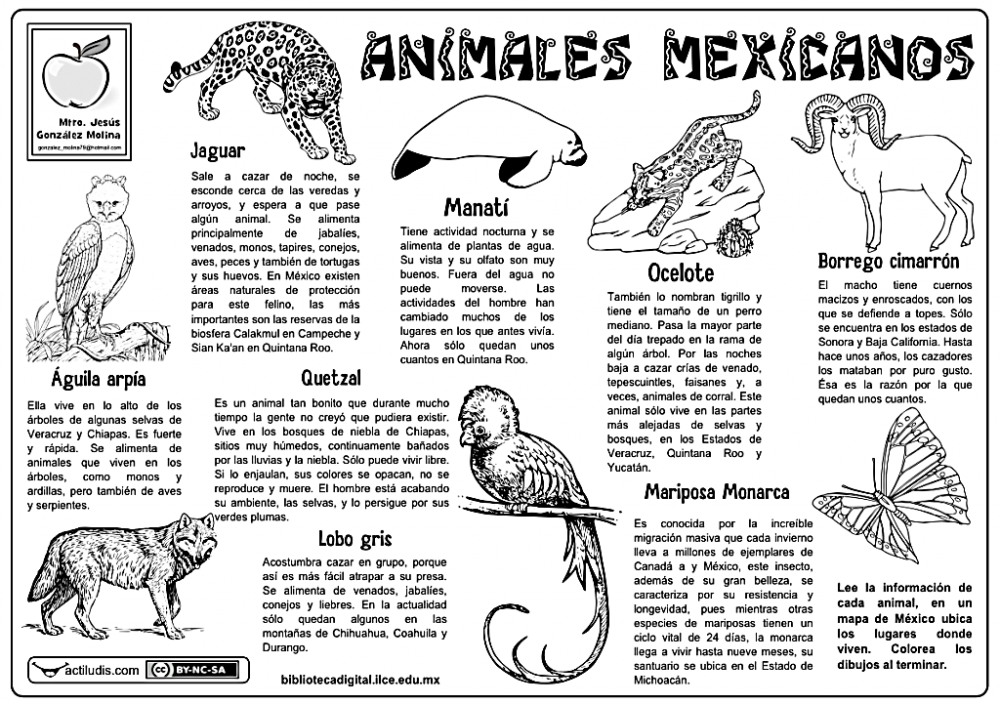 ANIMALES MEXICANOS
Mtro. Jesús
González Molina
gonzalez_molina79@hotmail.com
Jaguar
Sale a cazar de noche, se
esconde cerca de las veredas y
arroyos, y espera a que pase
algún animal. Se alimenta
principalmente de jabalíes,
venados, monos, tapires, conejos,
aves, peces y también de tortugas
y sus huevos. En México existen
áreas naturales de protección
para este felino, las más
importantes son las reservas de la
biosfera Calakmul en Campeche y
Sian Ka'an en Quintana Roo.
Manatí
Tiene actividad nocturna y se
alimenta de plantas de agua.
Su vista y su olfato son muy
buenos. Fuera del agua no
puede moverse. Las
actividades del hombre han
cambiado muchos de los
lugares en los que antes vivía.
Ahora sólo quedan unos
cuantos en Quintana Roo.
Ocelote
También lo nombran tigrillo y
tiene el tamaño de un perro
mediano. Pasa la mayor parte
del día trepado en la rama de
algún árbol. Por las noches
baja a cazar crías de venado,
tepescuintles, faisanes y, a
veces, animales de corral. Este
animal sólo vive en las partes
más alejadas de selvas y
bosques, en los Estados de
Veracruz, Quintana Roo y
Yucatán.
Borrego cimarrón
El macho tiene cuernos
macizos y enroscados, con los
que se defiende a topes. Sólo
se encuentra en los estados de
Sonora y Baja California. Hasta
hace unos años, los cazadores
los mataban por puro gusto.
Ésa es la razón por la que
quedan unos cuantos.
Águila arpía
Ella vive en lo alto de los
árboles de algunas selvas de
Veracruz y Chiapas. Es fuerte
y rápida. Se alimenta de
animales que viven en los
árboles, como monos y
ardillas, pero también de aves
y serpientes.
Quetzal
Es un animal tan bonito que durante mucho
tiempo la gente no creyó que pudiera existir.
Vive en los bosques de niebla de Chiapas,
sitios muy húmedos, continuamente bañados
por las lluvias y la niebla. Sólo puede vivir libre.
Si lo enjaulan, sus colores se opacan, no se
reproduce y muere. El hombre está acabando
su ambiente, las selvas, y lo persigue por sus
verdes plumas.
Lobo gris
Acostumbra cazar en grupo, porque
así es más fácil atrapar a su presa.
Se alimenta de venados, jabalíes,
conejos y liebres. En la actualidad
sólo quedan algunos en las
montañas de Chihuahua, Coahuila y
Durango.
Mariposa Monarca
Es conocida por la increíble
migración masiva que cada invierno
lleva a millones de ejemplares de
Canadá a y México, este insecto,
además de su gran belleza, se
caracteriza por su resistencia y
longevidad, pues mientras otras
especies de mariposas tienen un
ciclo vital de 24 días, la monarca
llega a vivir hasta nueve meses, su
santuario se ubica en el Estado de
Michoacán.
Lee la información de
cada animal, en un
mapa de México ubica
los lugares donde
viven. Colorea los
dibujos al terminar.
actiludis.com
cc BY-NC-SA
bibliotecadigital.ilce.edu.mx